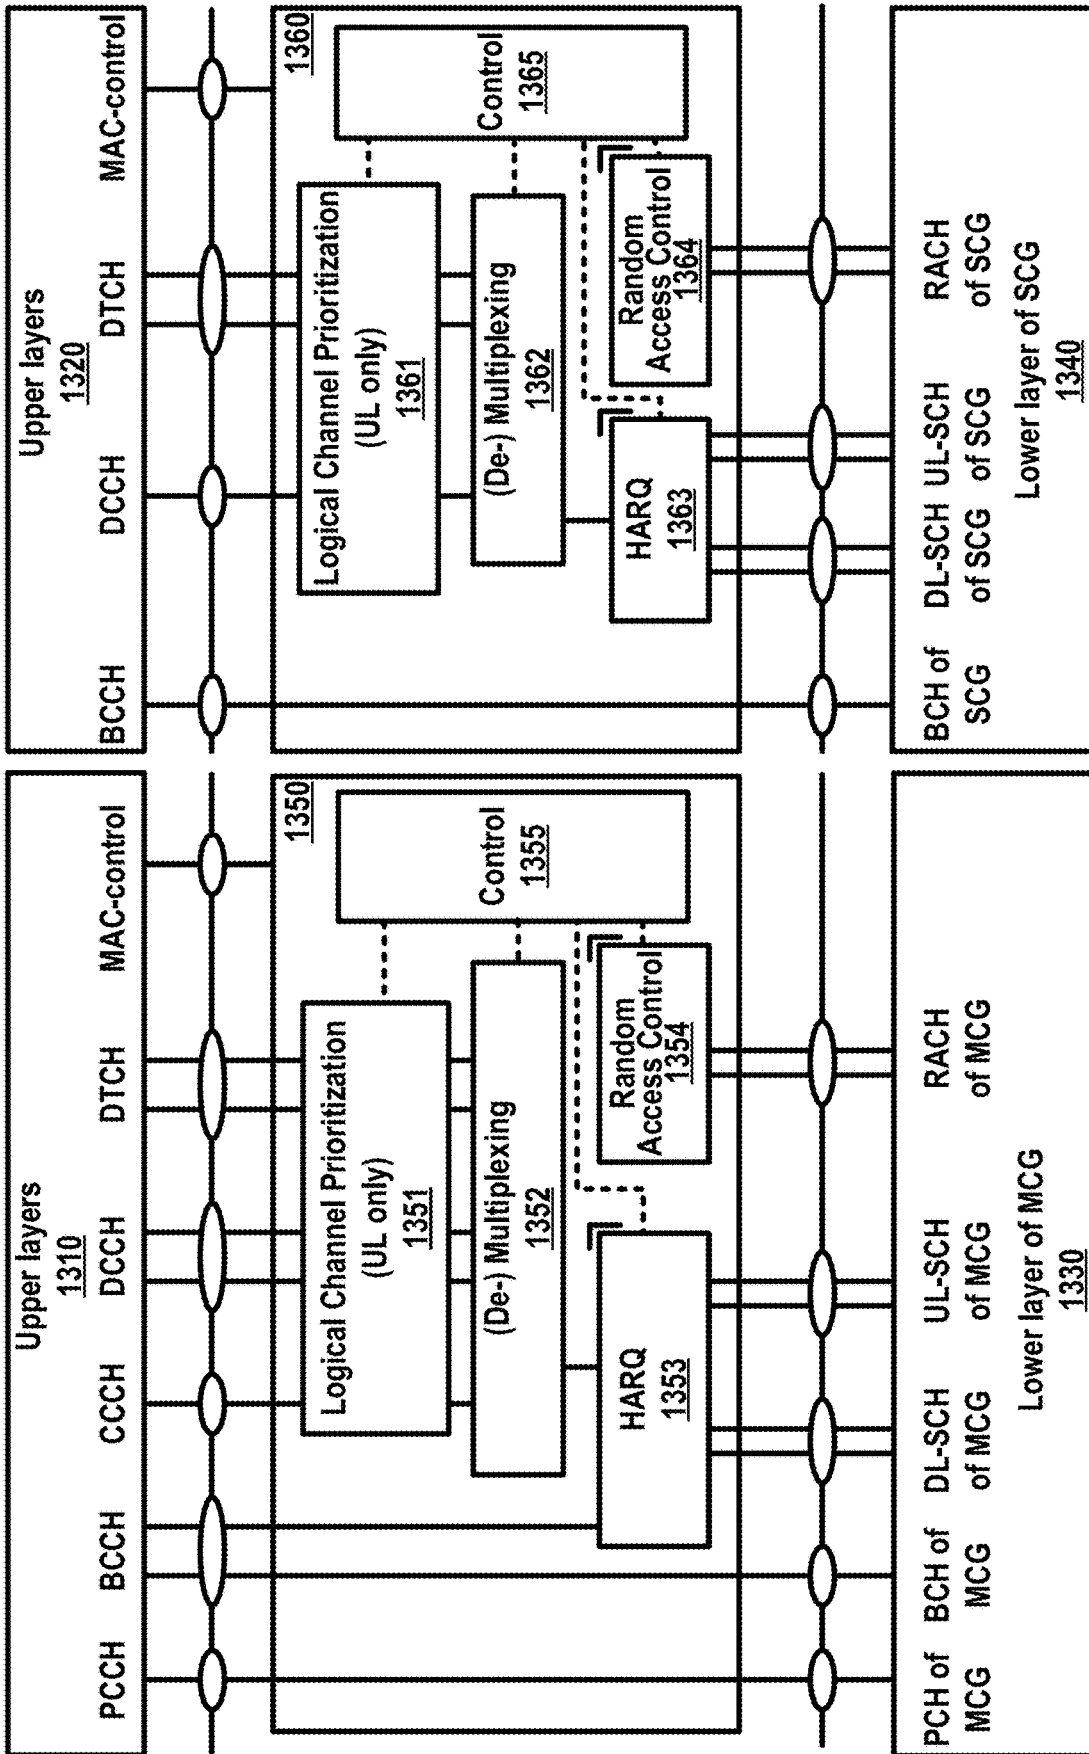 Upper layers
1310
PCCH
BCCH
CCCH
DCCH
DTCH
MAC-control
1350
Logical Channel Prioritization
(UL only)
1351
(De-) Multiplexing
1352
HARQ
1353
Random
Access Control
1354
Control
1355
PCH of
MCG
BCH of
MCG
DL-SCH
of MCG
UL-SCH
of MCG
RACH
of MCG
Lower layer of MCG
1330
Upper layers
1320
BCCH
DCCH
DTCH
MAC-control
1360
Logical Channel Prioritization
(UL only)
1361
(De-) Multiplexing
1362
HARQ
1363
Random
Access Control
1364
Control
1365
BCH of
SCG
DL-SCH
of SCG
UL-SCH
of SCG
RACH
of SCG
Lower layer of SCG
1340